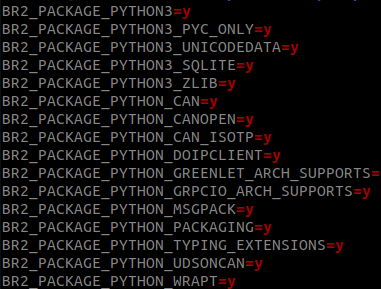 BR2_PACKAGE_PYTHON3=y
BR2_PACKAGE_PYTHON3_PYC_ONLY=y
BR2_PACKAGE_PYTHON3_UNICODEDATA=y
BR2_PACKAGE_PYTHON3_SQLITE=y
BR2_PACKAGE_PYTHON3_ZLIB=y
BR2_PACKAGE_PYTHON_CAN=y
BR2_PACKAGE_PYTHON_CANOPEN=y
BR2_PACKAGE_PYTHON_CAN_ISOTP=y
BR2_PACKAGE_PYTHON_DOIPCLIENT=y
BR2_PACKAGE_PYTHON_GREENLET_ARCH_SUPPORTS=
BR2_PACKAGE_PYTHON_GRPCIO_ARCH_SUPPORTS=y
BR2_PACKAGE_PYTHON_MSGPACK=y
BR2_PACKAGE_PYTHON_PACKAGING=y
BR2_PACKAGE_PYTHON_TYPING_EXTENSIONS=y
BR2_PACKAGE_PYTHON_UDSONCAN=y
BR2_PACKAGE_PYTHON_WRAPT=y